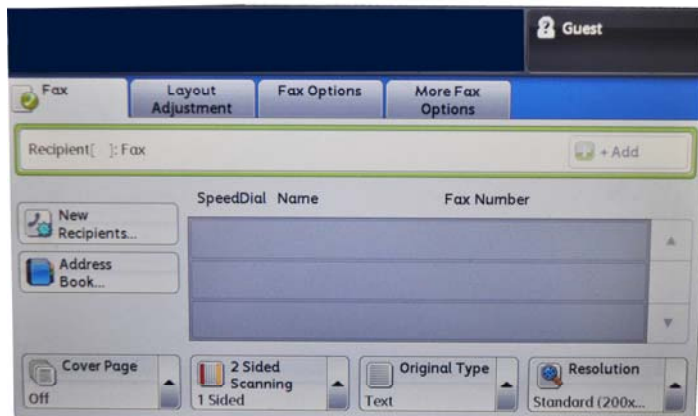 Guest
Fax
Layout
Adjustment
Fax Options
More Fax
Options
Recipient[ ]: Fax
+ Add
SpeedDial Name
Fax Number
New
Recipients...
Address
Book...
Cover Page
Off
2 Sided
Scanning
1 Sided
Original Type
Text
Resolution
Standard (200x...